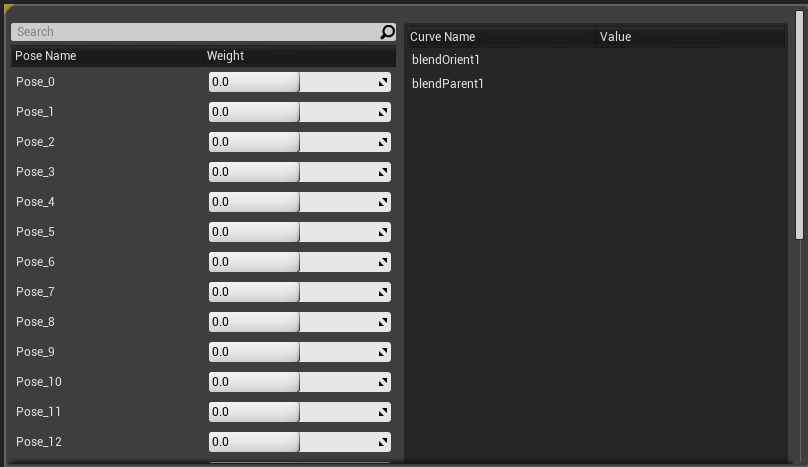 Search
Pose Name Weight
Pose_0 0.0
Pose_1 0.0
Pose_2 0.0
Pose_3 0.0
Pose_4 0.0
Pose_5 0.0
Pose_6 0.0
Pose_7 0.0
Pose_8 0.0
Pose_9 0.0
Pose_10 0.0
Pose_11 0.0
Pose_12 0.0
Curve Name Value
blendOrient1
blendParent1